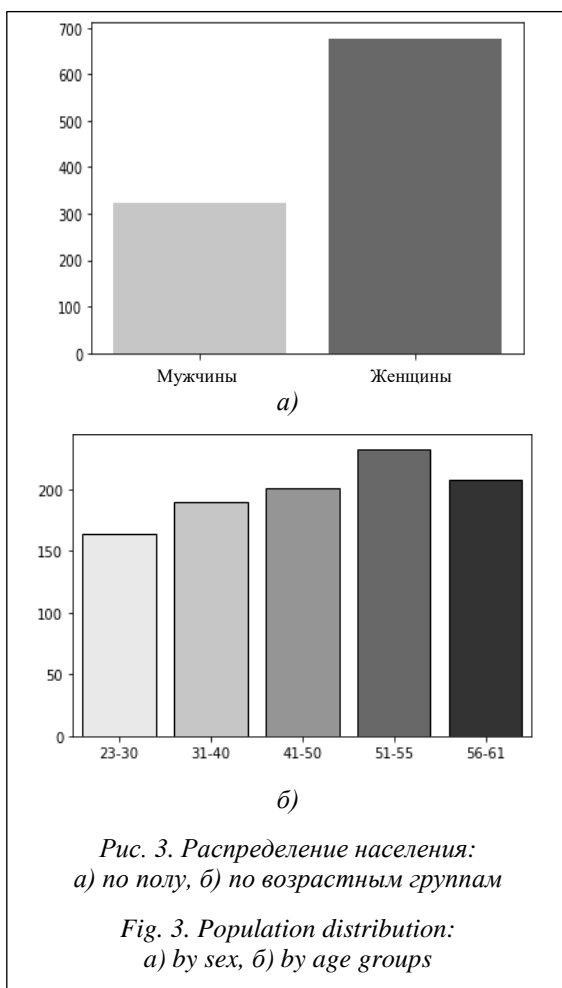 700
600
500
400
300
200
100
0
Мужчины Женщины
а)
200
150
100
50
0
23-30 31-40 41-50 51-55 56-61
б)
Рис. 3. Распределение населения:
а) по полу, б) по возрастным группам
Fig. 3. Population distribution:
a) by sex, б) by age groups